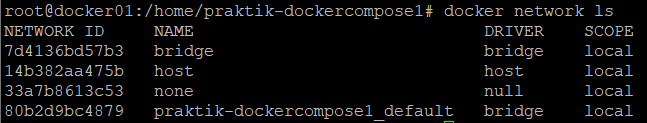 root@docker01:/home/praktik-dockercompose1# docker network ls
NETWORK ID     NAME                             DRIVER    SCOPE
7d4136bd57b3   bridge                           bridge    local
14b382aa475b   host                             host      local
33a7b8613c53   none                             null      local
80b2d9bc4879   praktik-dockercompose1_default   bridge    local